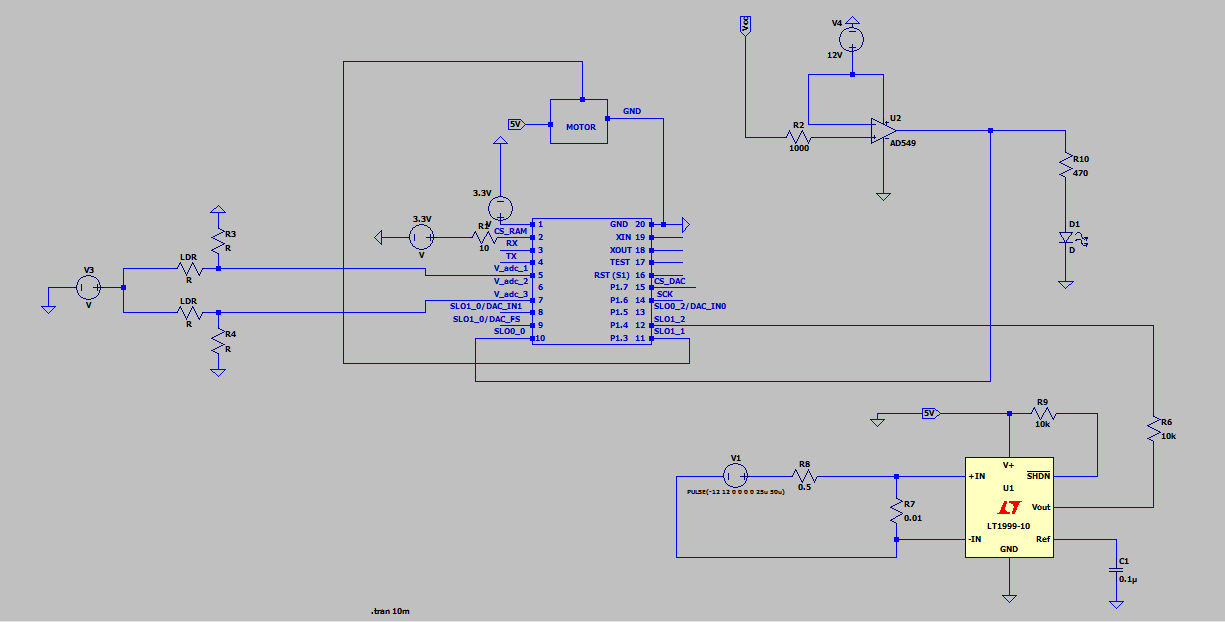 Vcc
V4
12V
U2
AD549
R2
1000
R10
470
D1
D
GND
5V
MOTOR
3.3V
V
3.3V
V
R1
10
1
2
3
4
5
6
7
8
9
10
CS_RAM
RX
TX
V_adc_1
V_adc_2
V_adc_3
SLO1_0/DAC_IN1
SLO1_0/DAC_FS
SLO0_0
GND 20
XIN 19
XOUT 18
TEST 17
RST (S1) 16
P1.7 15
P1.6 14
P1.5 13
P1.4 12
P1.3 11
CS_DAC
SCK
SLO0_2/DAC_IN0
SLO1_2
SLO1_1
R3
R
LDR
R
V3
V
LDR
R
R4
R
5V
R9
10k
R6
10k
V1
PULSE(-12 12 0 0 0 0 25u 50u)
R8
0.5
R7
0.01
V+
+IN
SHDN
U1
Vout
LT1999-10
-IN
Ref
GND
C1
0.1µ
.tran 10m